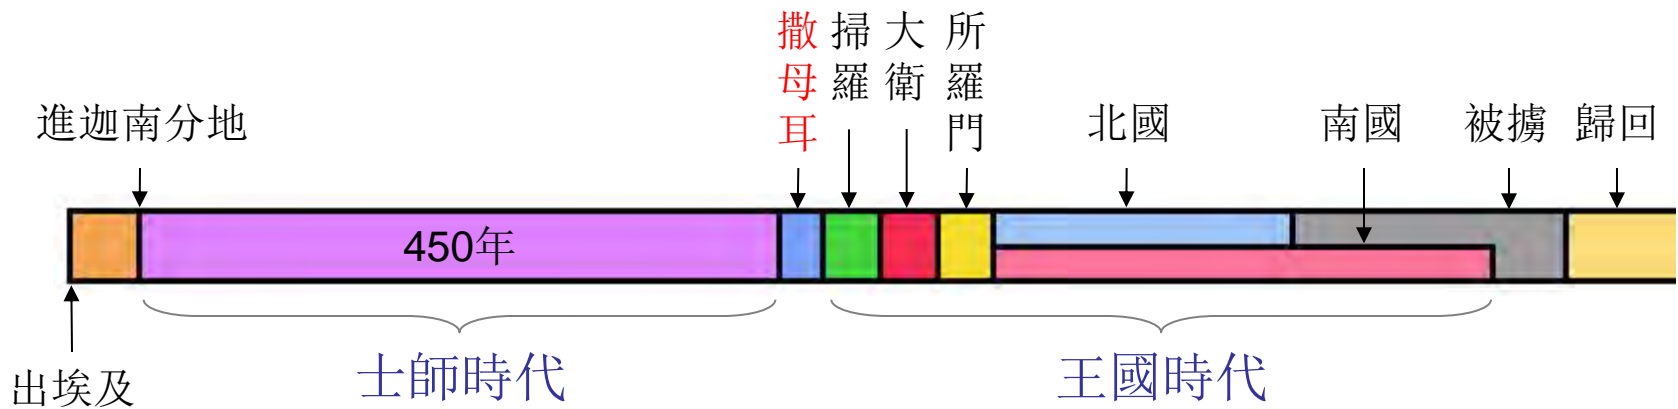 撒母耳
掃羅
大衛
所羅門
進迦南分地
北國
南國
被擄
歸回
450年
士師時代
王國時代
出埃及